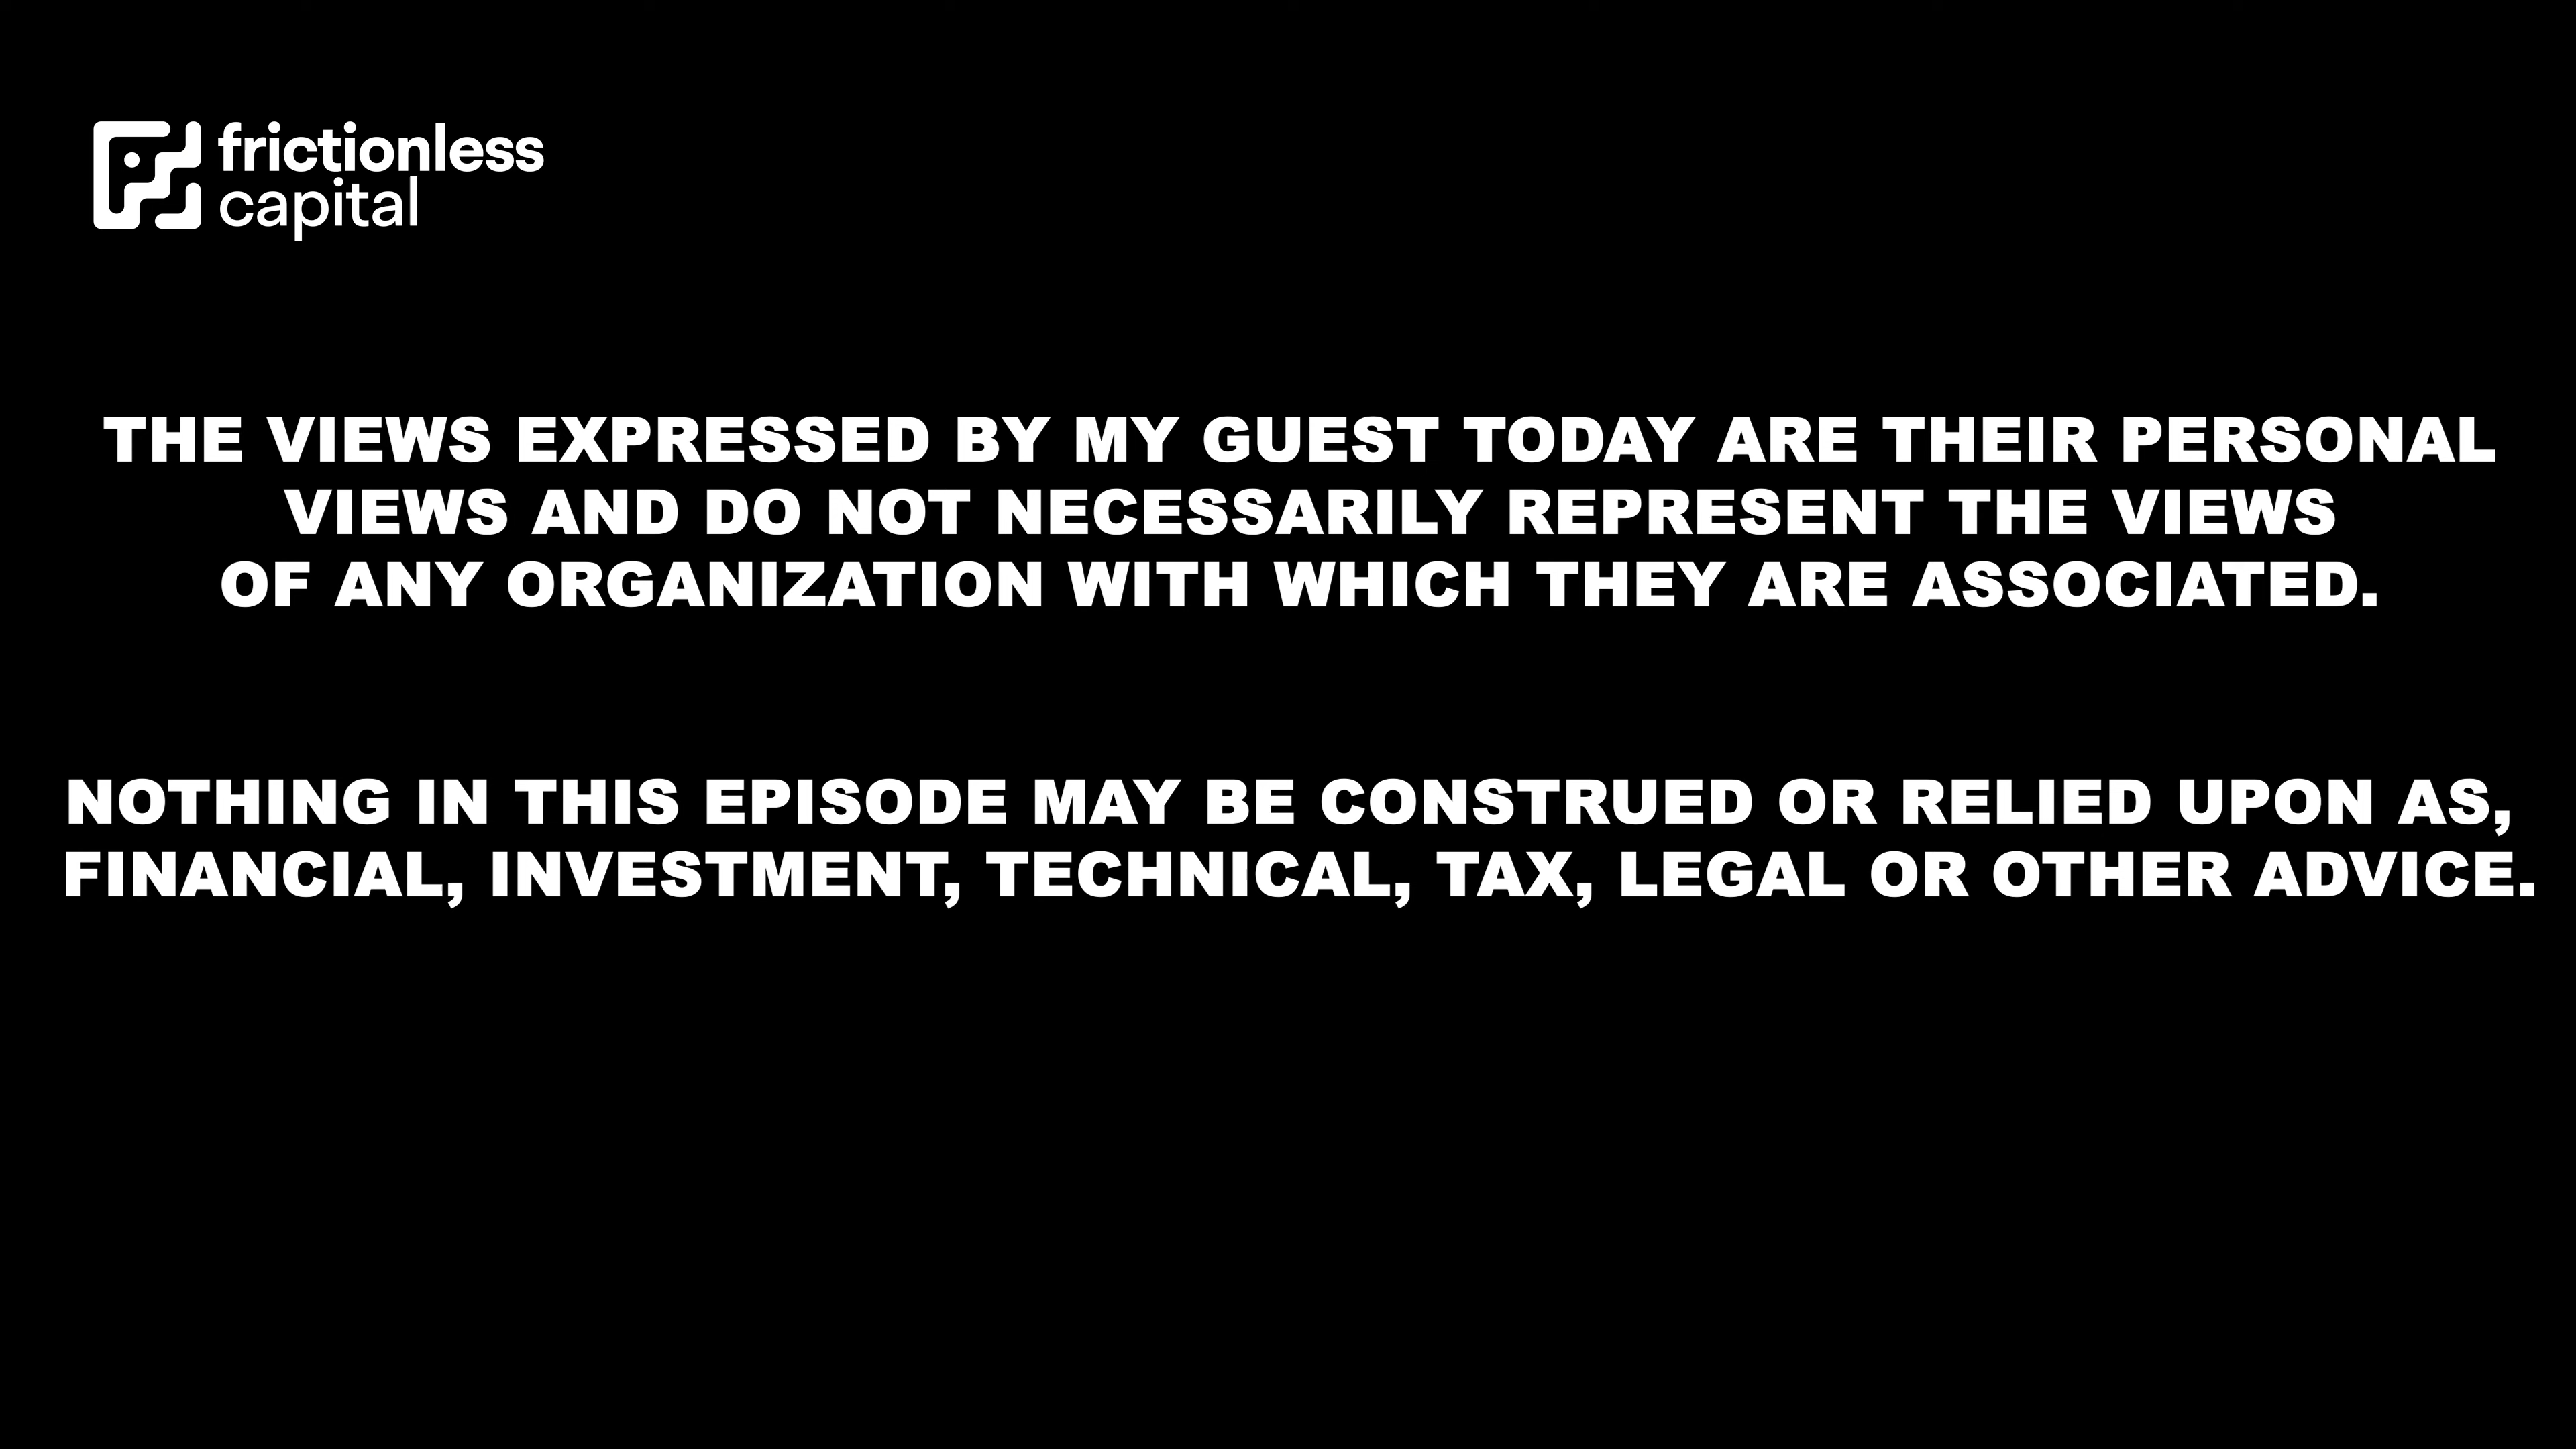 frictionless
capital
THE VIEWS EXPRESSED BY MY GUEST TODAY ARE THEIR PERSONAL
VIEWS AND DO NOT NECESSARILY REPRESENT THE VIEWS
OF ANY ORGANIZATION WITH WHICH THEY ARE ASSOCIATED.
NOTHING IN THIS EPISODE MAY BE CONSTRUED OR RELIED UPON AS,
FINANCIAL, INVESTMENT, TECHNICAL, TAX, LEGAL OR OTHER ADVICE.